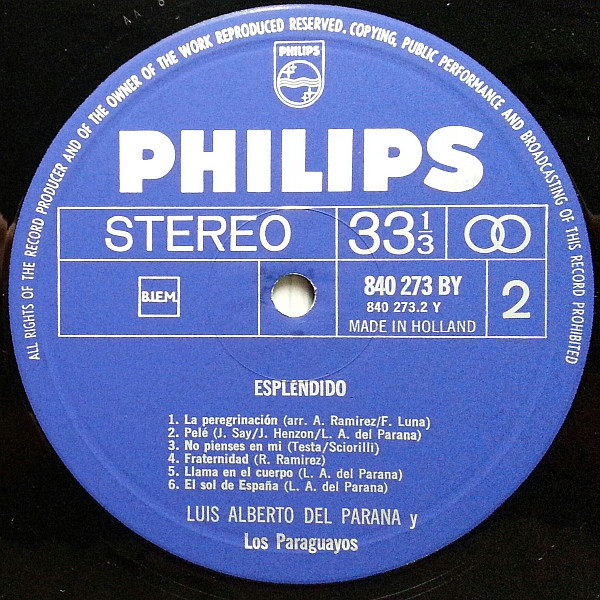 ALL RIGHTS OF THE RECORD PRODUCER AND OF THE OWNER OF THE WORK REPRODUCED RESERVED. COPYING, PUBLIC PERFORMANCE AND BROADCASTING OF THIS RECORD PROHIBITED
PHILIPS
PHILIPS
STEREO
33 1/3
B.I.E.M.
840 273 BY
840 273.2 Y
MADE IN HOLLAND
2
ESPLÉNDIDO
1. La peregrinación (arr. A. Ramirez/F. Luna)
2. Pelé (J. Say/J. Henzon/L. A. del Parana)
3. No pienses en mi (Testa/Sciorilli)
4. Fraternidad (R. Ramirez)
5. Llama en el cuerpo (L. A. del Parana)
6. El sol de España (L. A. del Parana)
LUIS ALBERTO DEL PARANA y
Los Paraguayos